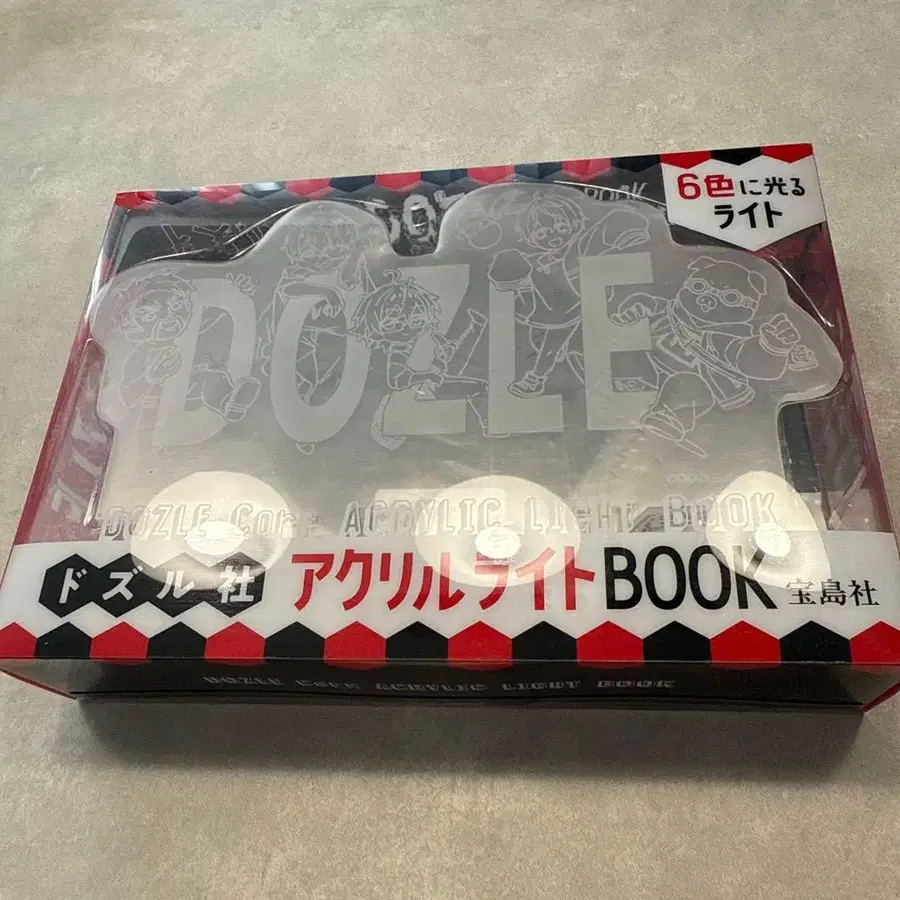 6色に光る
ライト
DOZLE
DOZLE Corp. ACRYLIC LIGHT BOOK
ドズル社 アクリルライトBOOK 宝島社
DOZLE Corp. ACRYLIC LIGHT BOOK